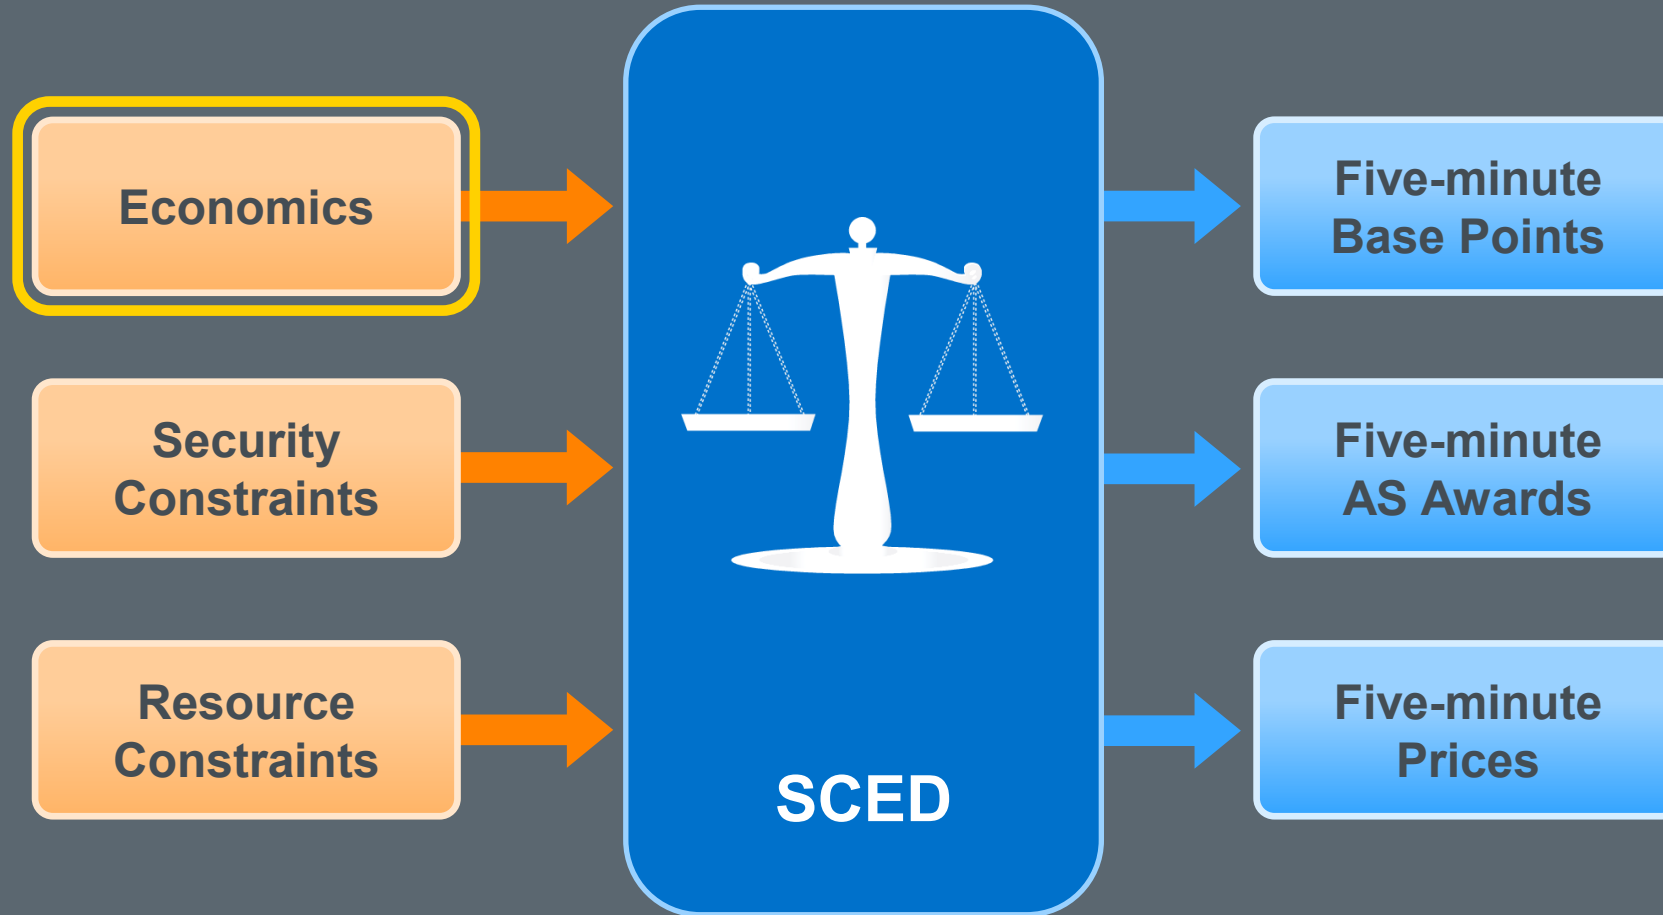 Economics
Security
Constraints
Resource
Constraints
SCED
Five-minute
Base Points
Five-minute
AS Awards
Five-minute
Prices